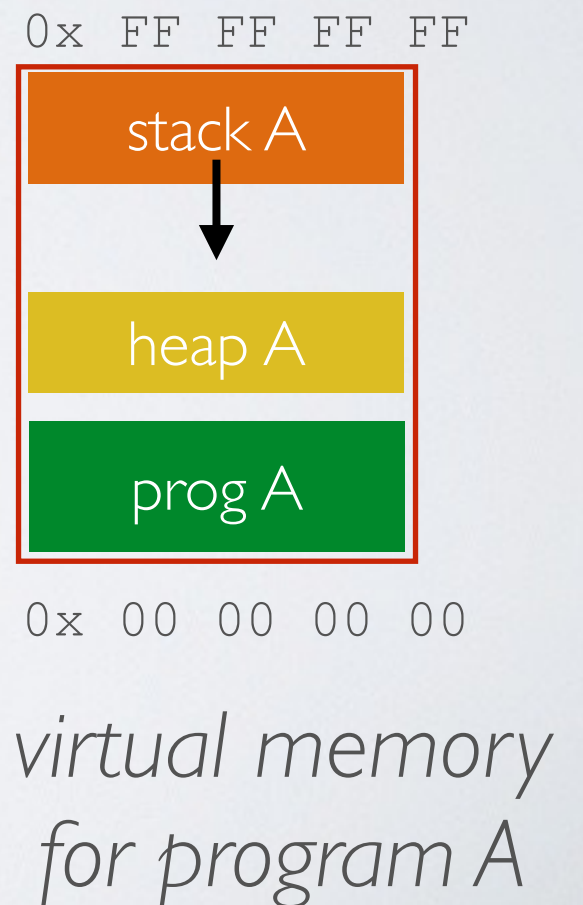 0x FF FF FF FF
stack A
heap A
prog A
0x 00 00 00 00
virtual memory
for program A